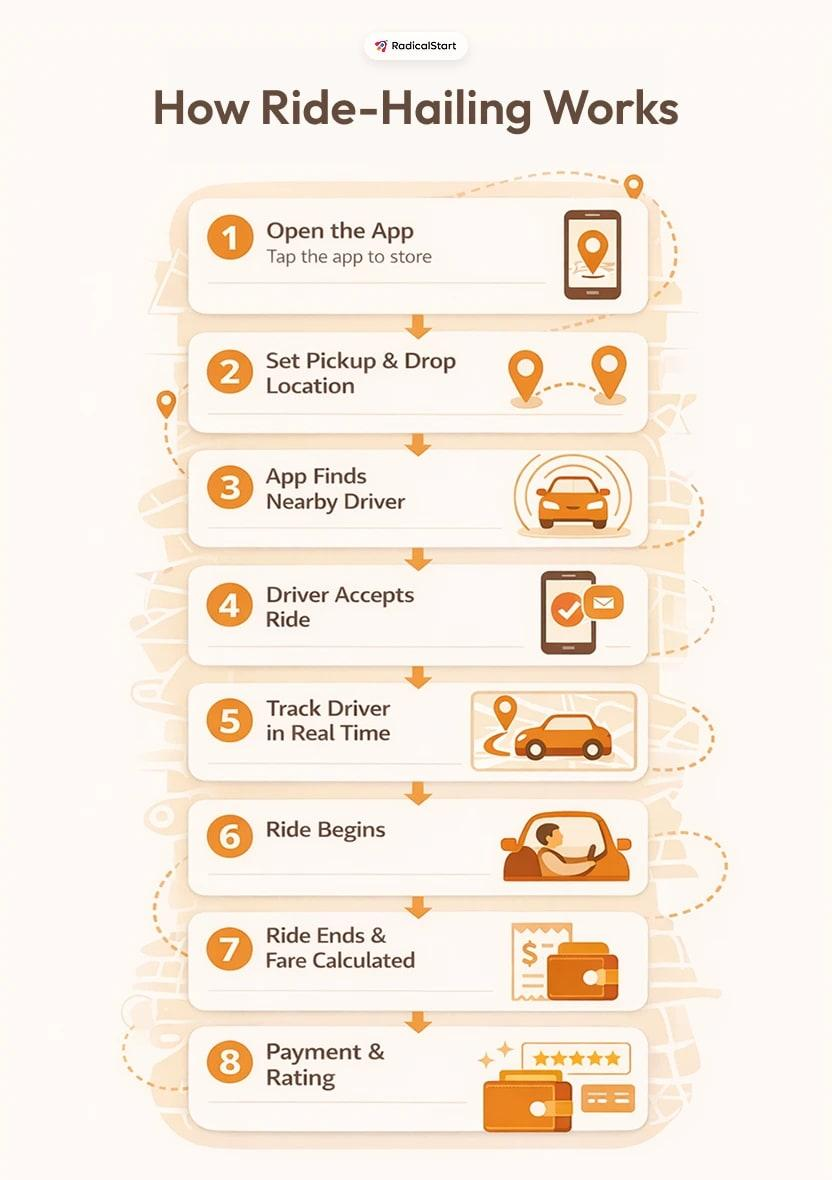 RadicalStart
How Ride-Hailing Works
1
Open the App
Tap the app to store
2
Set Pickup & Drop
Location
3
App Finds
Nearby Driver
4
Driver Accepts
Ride
5
Track Driver
in Real Time
6
Ride Begins
7
Ride Ends &
Fare Calculated
$
8
Payment &
Rating